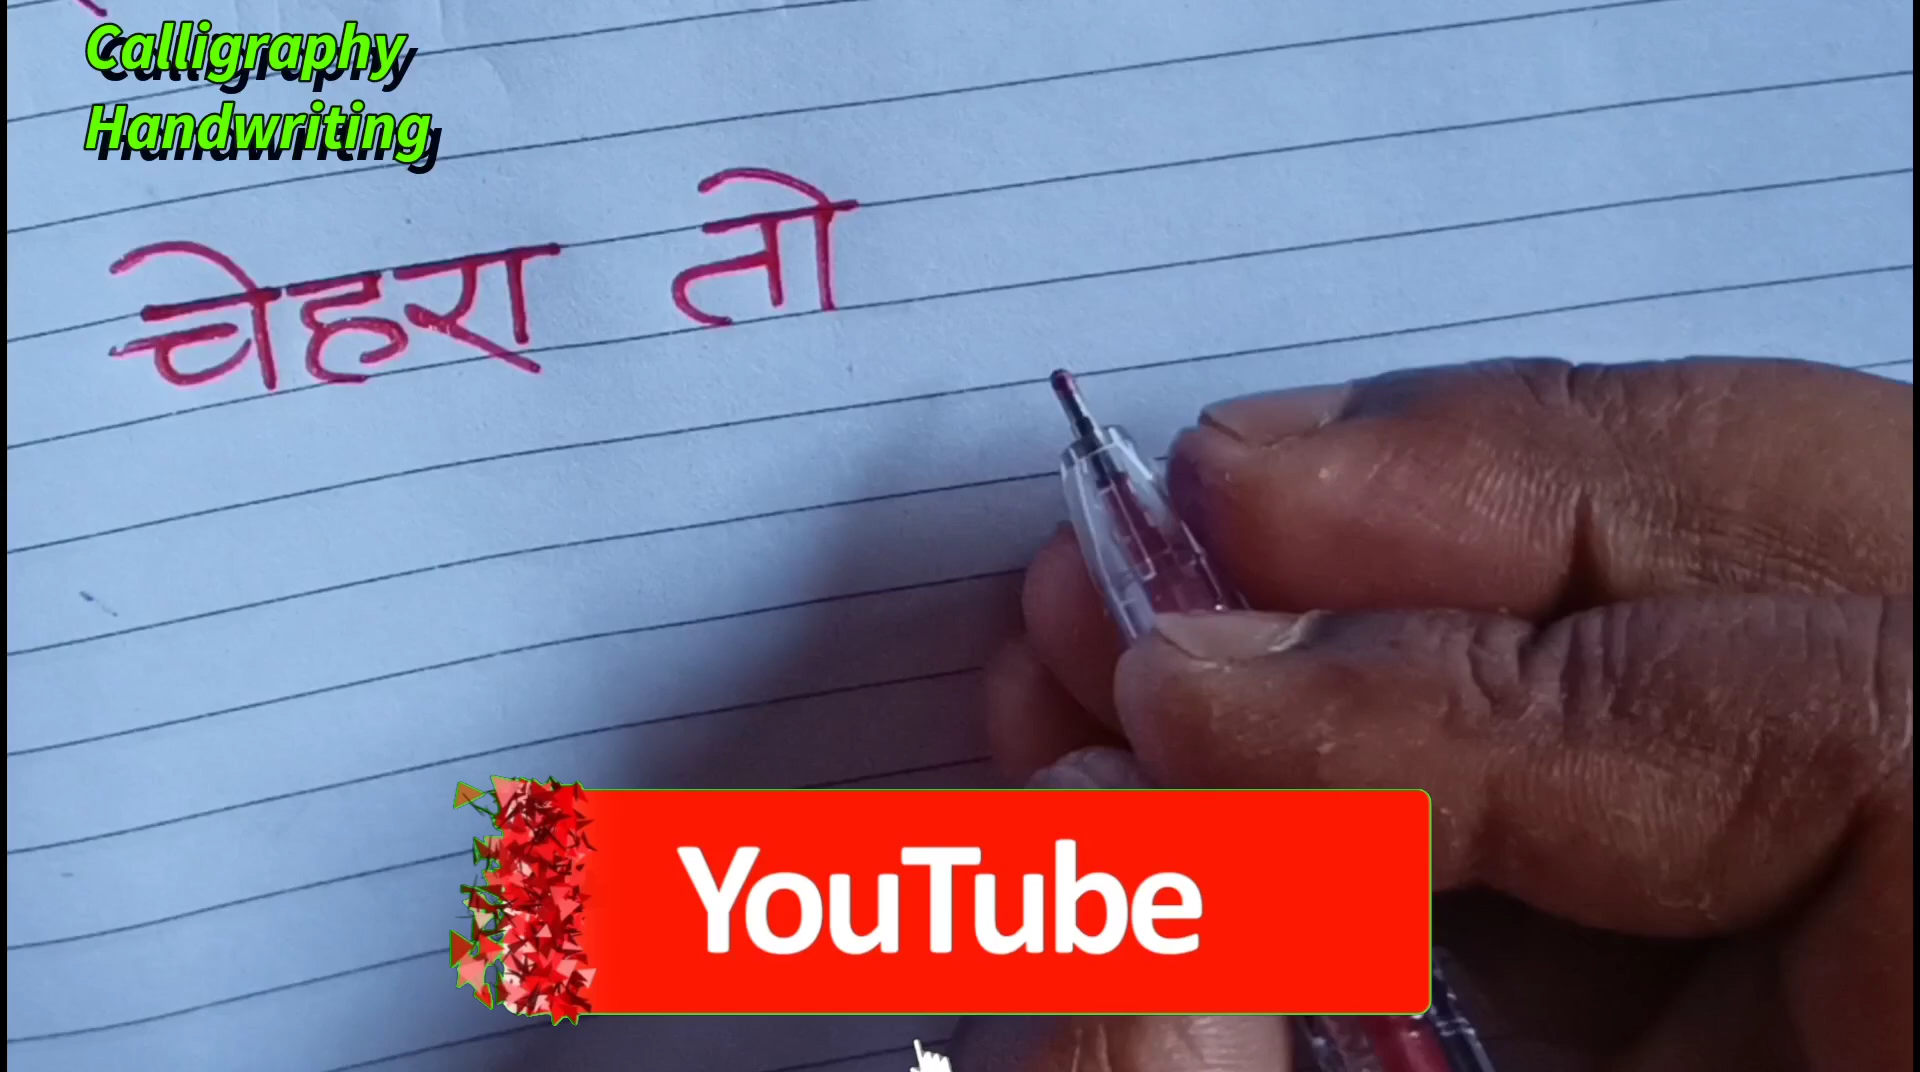 Calligraphy
Handwriting
चेहरा तो
YouTube